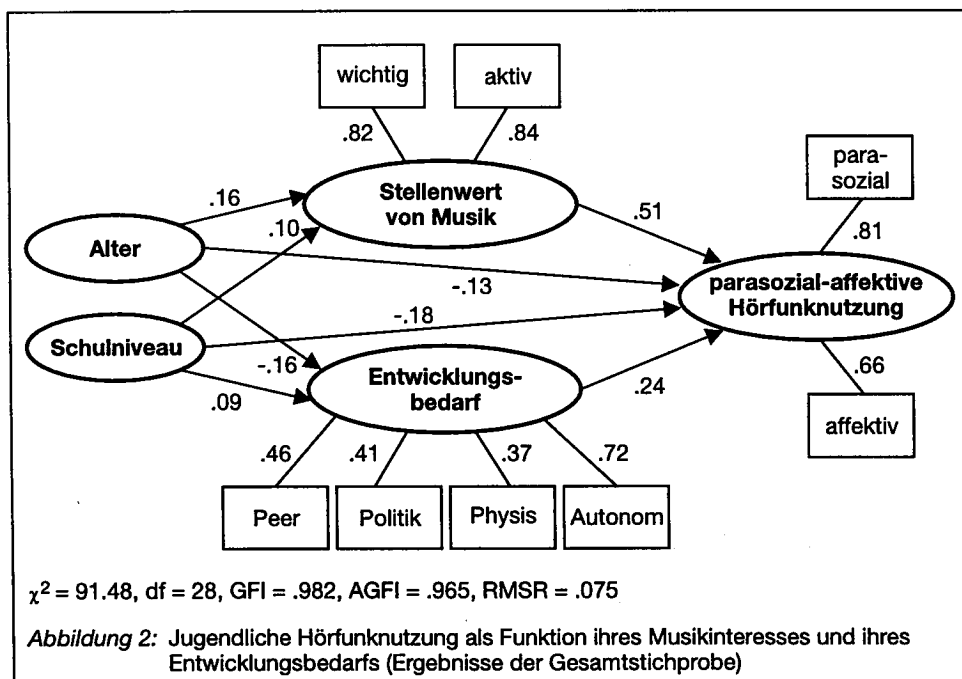 wichtig
aktiv
.82
.84
para-
sozial
Stellenwert
von Musik
.16
.51
.10
.81
Alter
-.13
parasozial-affektive
Hörfunknutzung
-.18
Schulniveau
-.16
Entwicklungs-
bedarf
.24
.66
.09
affektiv
.46
.41
.37
.72
Peer
Politik
Physis
Autonom
χ² = 91.48, df = 28, GFI = .982, AGFI = .965, RMSR = .075
Abbildung 2: Jugendliche Hörfunknutzung als Funktion ihres Musikinteresses und ihres
Entwicklungsbedarfs (Ergebnisse der Gesamtstichprobe)